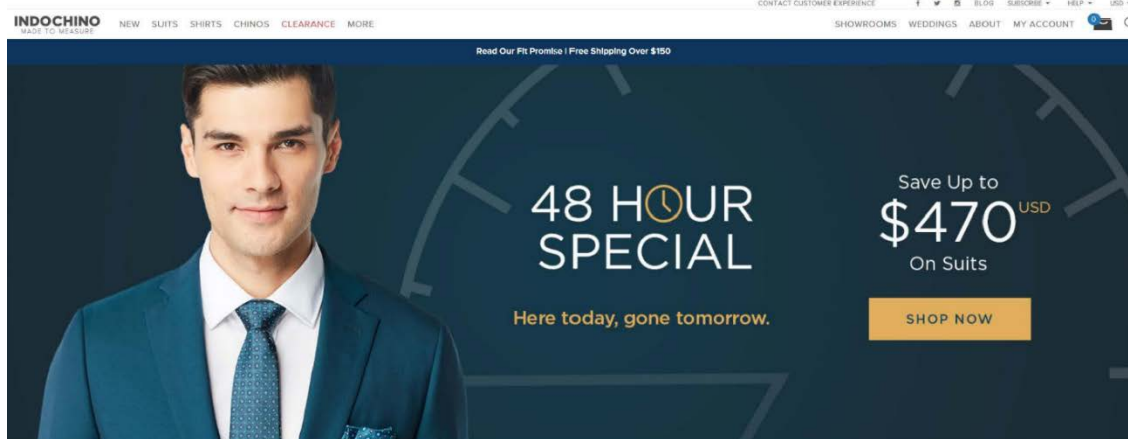 CONTACT CUSTOMER EXPERIENCE BLOG SUBSCRIBE HELP USD
INDOCHINO
MADE TO MEASURE
NEW SUITS SHIRTS CHINOS CLEARANCE MORE
SHOWROOMS WEDDINGS ABOUT MY ACCOUNT 0
Read Our Fit Promise | Free Shipping Over $150
48 HOUR
SPECIAL
Here today, gone tomorrow.
Save Up to
$470 USD
On Suits
SHOP NOW